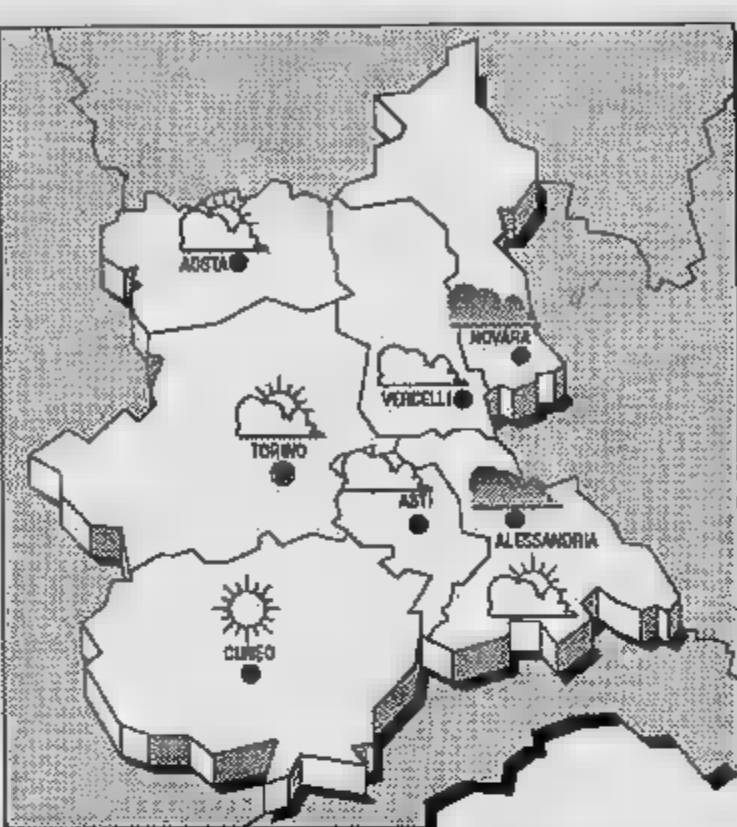 AOSTA
NOVARA
VERCELLI
TORINO
ASTI
ALESSANDRIA
CUNEO